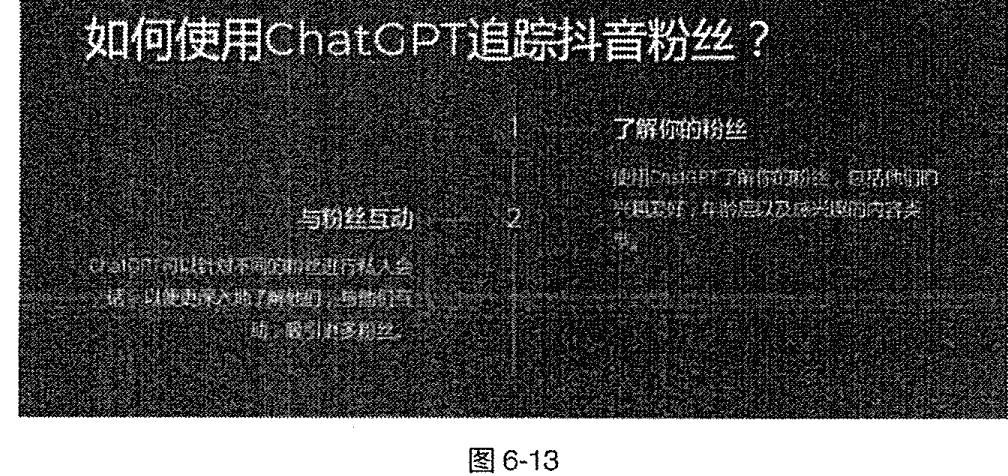 如何使用ChatGPT追踪抖音粉丝？
1
了解你的粉丝
使用ChatGPT了解你的粉丝，包括他们的
兴趣爱好，年龄层以及感兴趣的内容类
型。
与粉丝互动
2
ChatGPT可以针对不同的粉丝进行私人会
话，以便更深入地了解他们，与他们互
动，吸引更多粉丝。
图 6-13